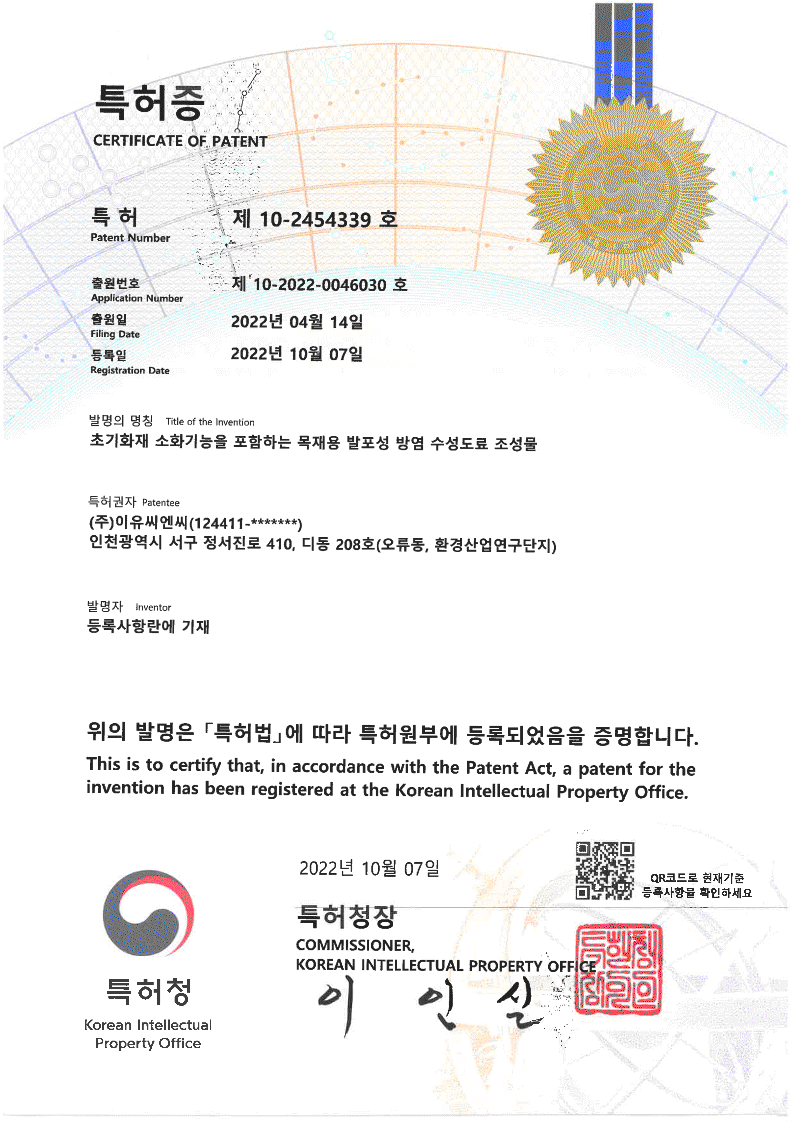 특허증
CERTIFICATE OF PATENT
특 허 제 10-2454339 호
Patent Number
출원번호 제 10-2022-0046030 호
Application Number
출원일 2022년 04월 14일
Filing Date
등록일 2022년 10월 07일
Registration Date
발명의 명칭 Title of the Invention
초기화재 소화기능을 포함하는 목재용 발포성 방염 수성도료 조성물
특허권자 Patentee
(주)이유씨엔씨(124411-*******)
인천광역시 서구 정서진로 410, 디동 208호(오류동, 환경산업연구단지)
발명자 Inventor
등록사항란에 기재
위의 발명은 「특허법」에 따라 특허원부에 등록되었음을 증명합니다.
This is to certify that, in accordance with the Patent Act, a patent for the
invention has been registered at the Korean Intellectual Property Office.
2022년 10월 07일
QR코드로 현재기준
등록사항을 확인하세요
특허청장
COMMISSIONER,
KOREAN INTELLECTUAL PROPERTY OFFICE
이 인 실
특허청
Korean Intellectual
Property Office